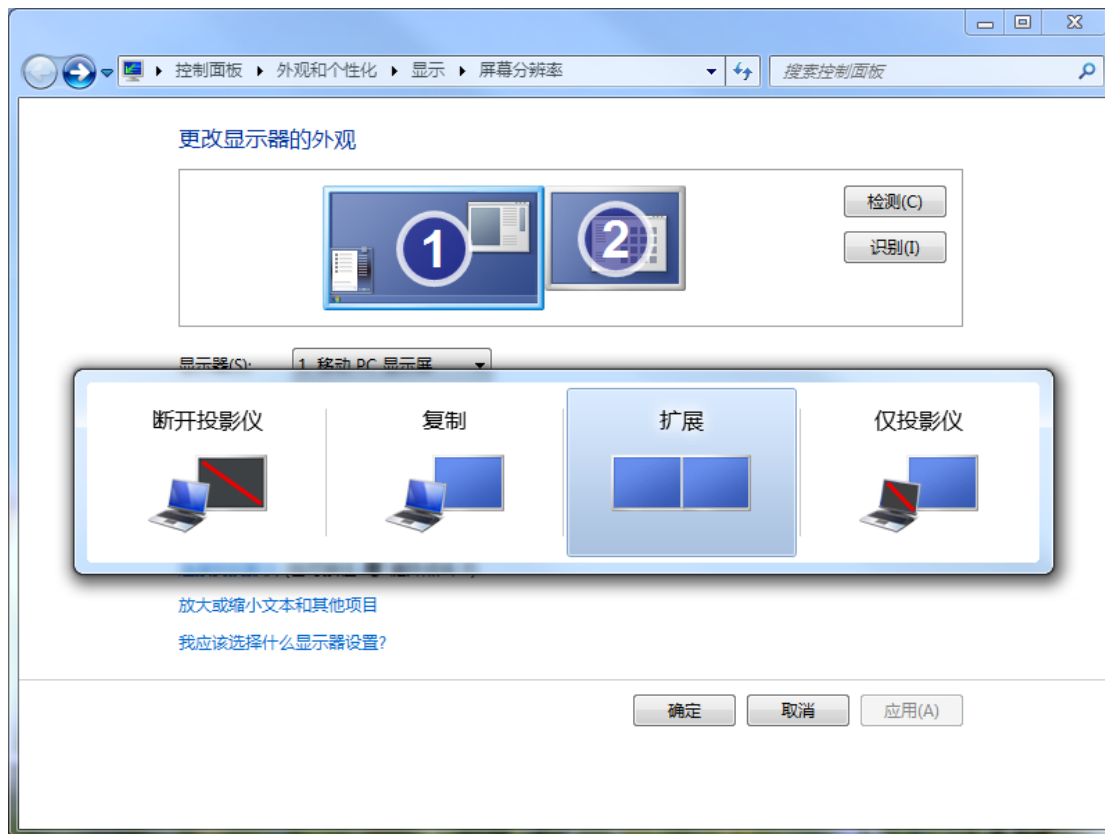 控制面板 外观和个性化 显示 屏幕分辨率 搜索控制面板
更改显示器的外观
1 2
检测(C)
识别(I)
显示器(S): 1. 移动 PC 显示屏
断开投影仪 复制 扩展 仅投影仪
放大或缩小文本和其他项目
我应该选择什么显示器设置?
确定 取消 应用(A)